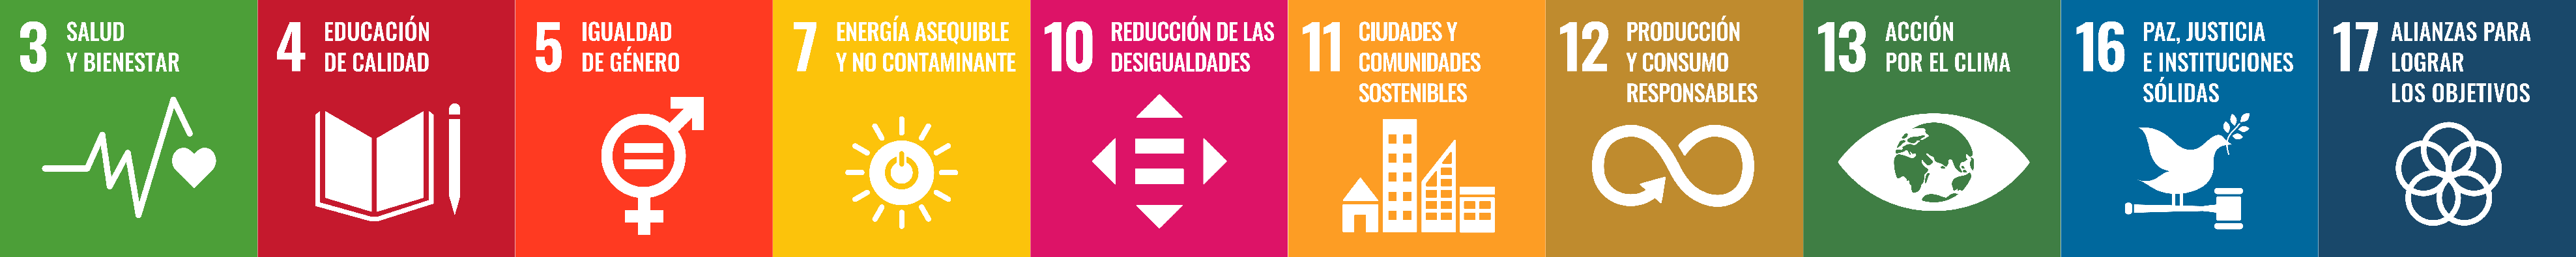 3
SALUD
Y BIENESTAR
4
EDUCACIÓN
DE CALIDAD
5
IGUALDAD
DE GÉNERO
7
ENERGÍA ASEQUIBLE
Y NO CONTAMINANTE
10
REDUCCIÓN DE LAS
DESIGUALDADES
11
CIUDADES Y
COMUNIDADES
SOSTENIBLES
12
PRODUCCIÓN
Y CONSUMO
RESPONSABLES
13
ACCIÓN
POR EL CLIMA
16
PAZ, JUSTICIA
E INSTITUCIONES
SÓLIDAS
17
ALIANZAS PARA
LOGRAR
LOS OBJETIVOS